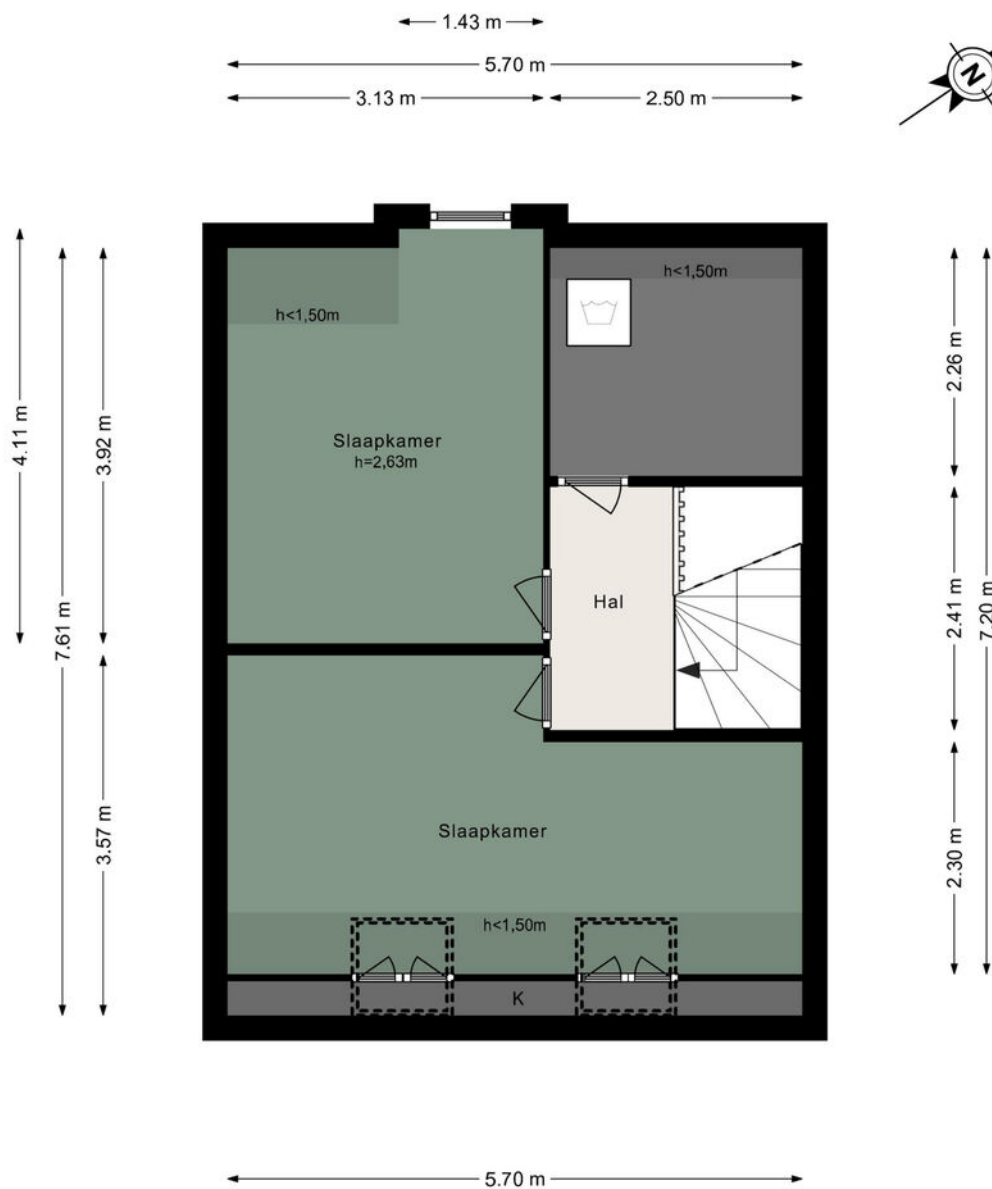 1.43 m
5.70 m
3.13 m
2.50 m
N
h<1,50m
h<1,50m
4.11 m
7.61 m
3.92 m
2.26 m
Slaapkamer
h=2,63m
Hal
2.41 m
7.20 m
3.57 m
Slaapkamer
2.30 m
h<1,50m
K
5.70 m